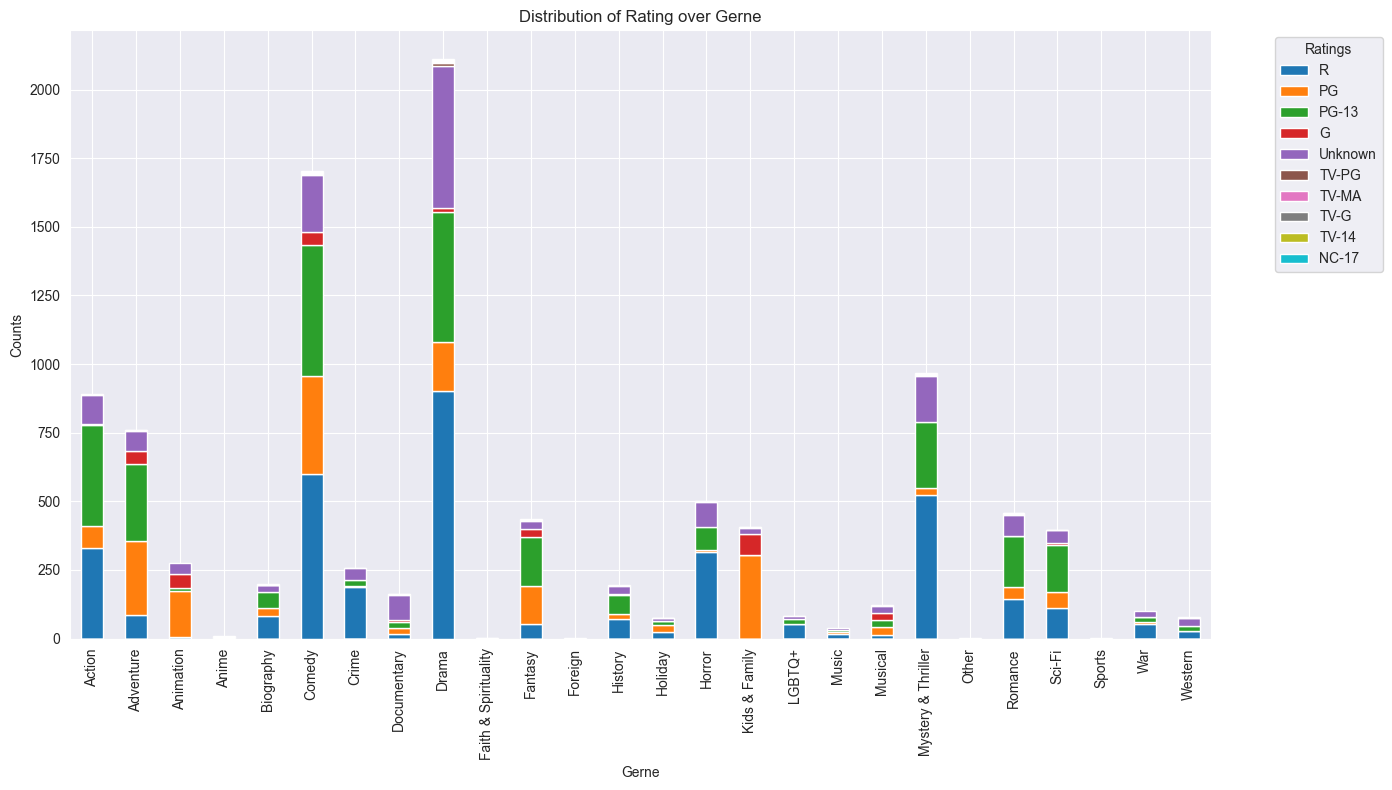 Distribution of Rating over Gerne
Ratings
R
PG
PG-13
G
Unknown
TV-PG
TV-MA
TV-G
TV-14
NC-17
Counts
2000
1750
1500
1250
1000
750
500
250
0
Action
Adventure
Animation
Anime
Biography
Comedy
Crime
Documentary
Drama
Faith & Spirituality
Fantasy
Foreign
History
Holiday
Horror
Kids & Family
LGBTQ+
Music
Musical
Mystery & Thriller
Other
Romance
Sci-Fi
Sports
War
Western
Gerne